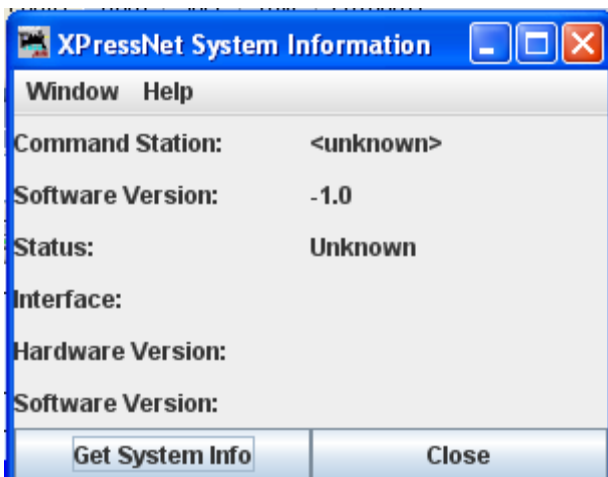 XPressNet System Information
Window Help
Command Station: <unknown>
Software Version: -1.0
Status: Unknown
Interface:
Hardware Version:
Software Version:
Get System Info Close